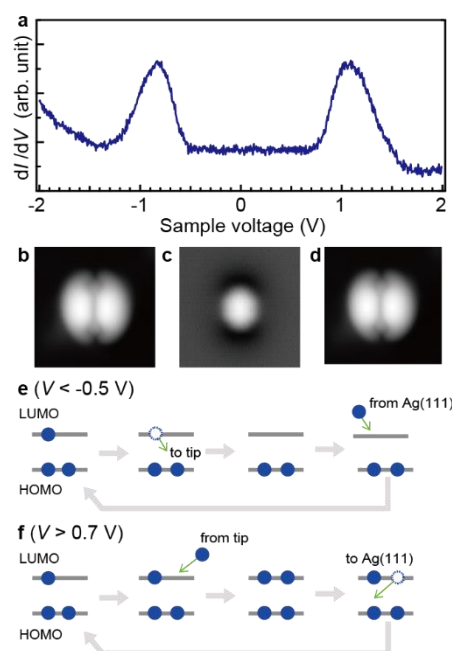 a
dI/dV (arb. unit)
-2 -1 0 1 2
Sample voltage (V)
b c d
e (V < -0.5 V)
LUMO
from Ag(111)
to tip
HOMO
f (V > 0.7 V)
from tip
LUMO
to Ag(111)
HOMO